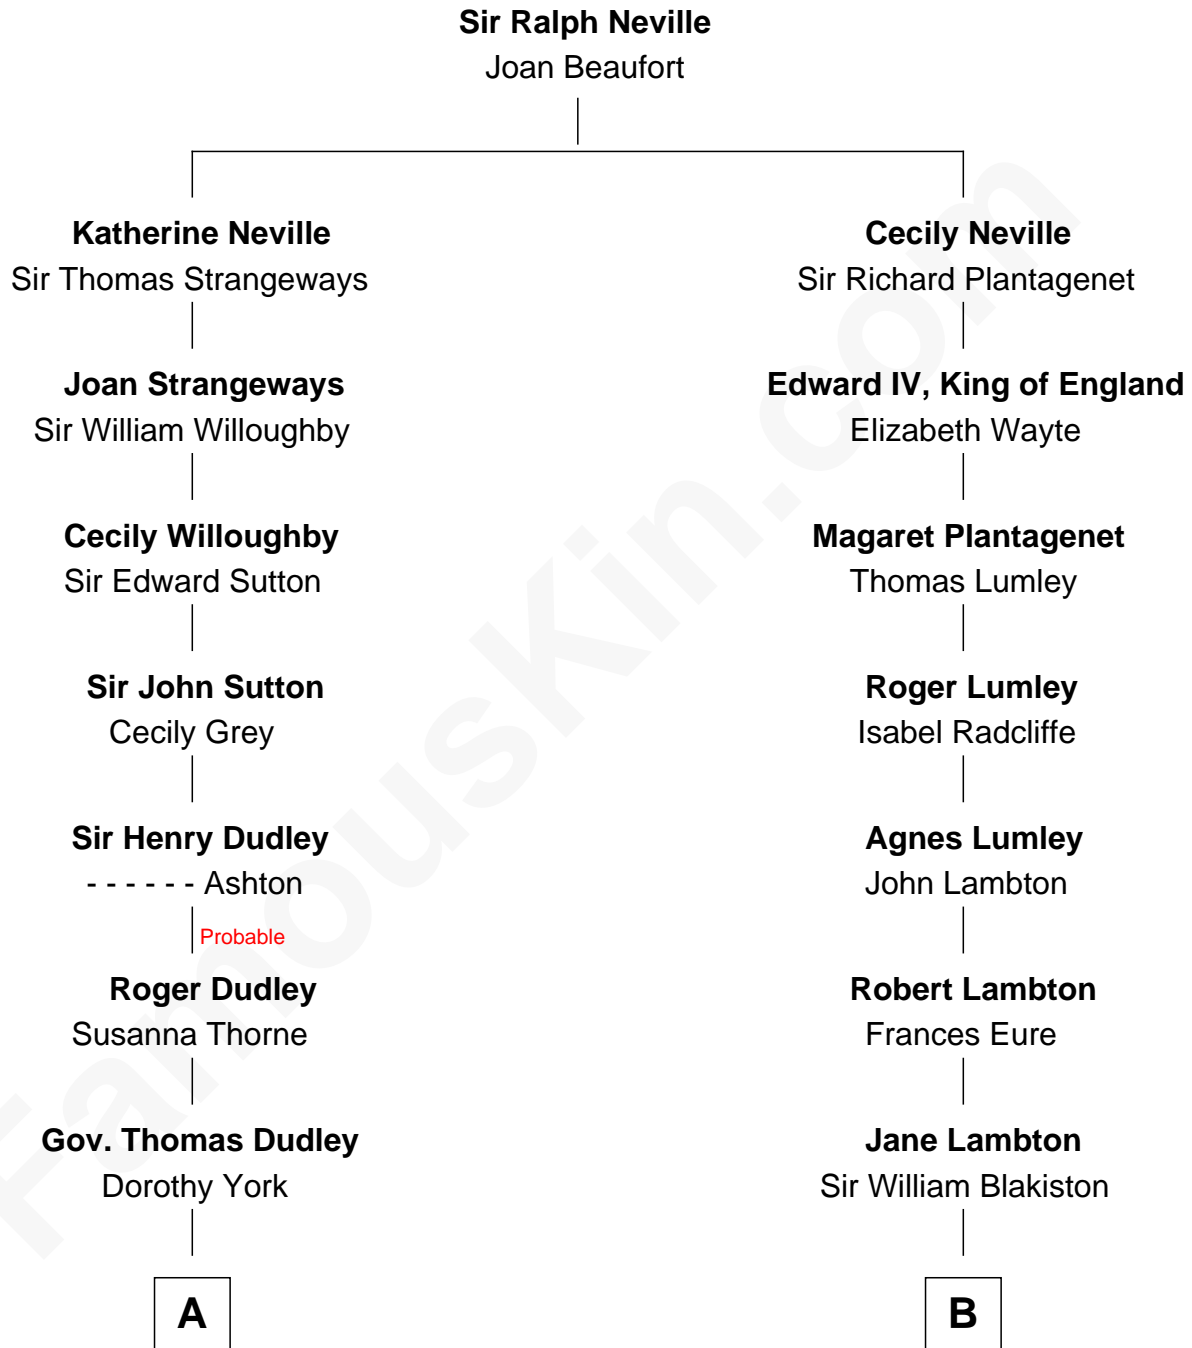 Sir Ralph Neville
Joan Beaufort
Katherine Neville
Sir Thomas Strangeways
Cecily Neville
Sir Richard Plantagenet
Joan Strangeways
Sir William Willoughby
Edward IV, King of England
Elizabeth Wayte
Cecily Willoughby
Sir Edward Sutton
Magaret Plantagenet
Thomas Lumley
Sir John Sutton
Cecily Grey
Roger Lumley
Isabel Radcliffe
Sir Henry Dudley
- - - - - - Ashton
Agnes Lumley
John Lambton
Probable
Roger Dudley
Susanna Thorne
Robert Lambton
Frances Eure
Gov. Thomas Dudley
Dorothy York
Jane Lambton
Sir William Blakiston
A
B
FamousKin.com